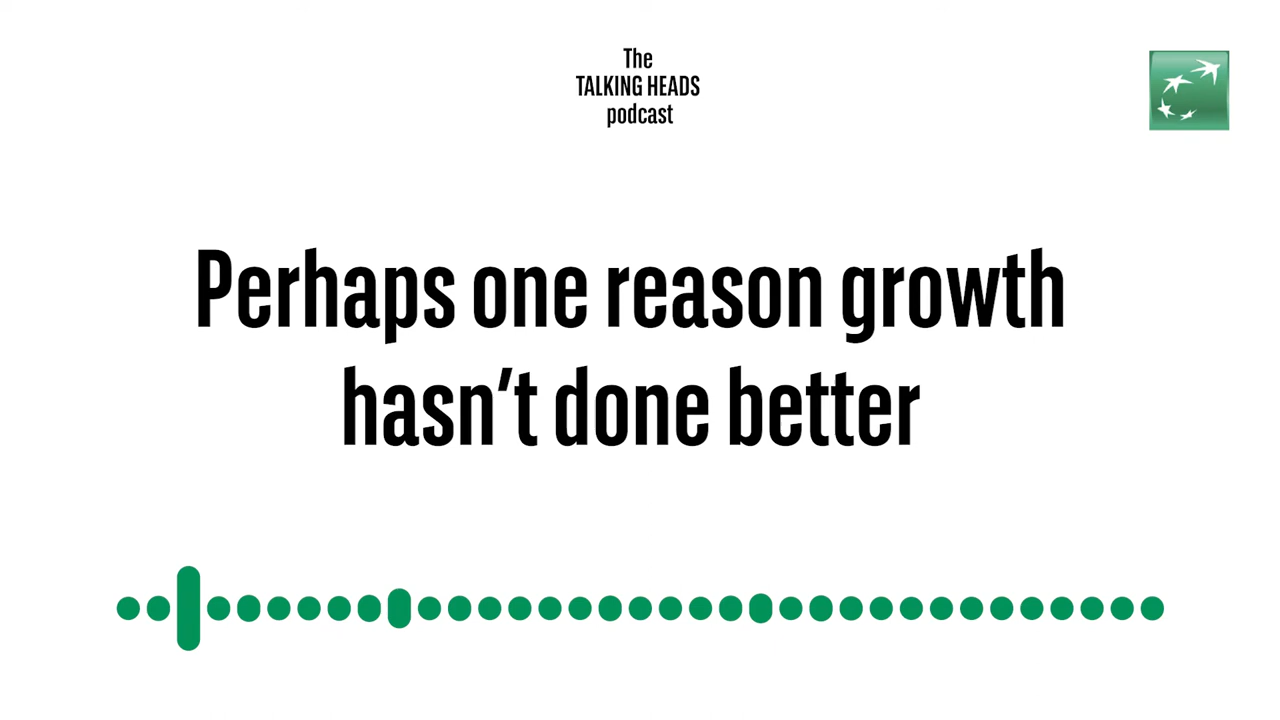 The
TALKING HEADS
podcast
Perhaps one reason growth
hasn’t done better